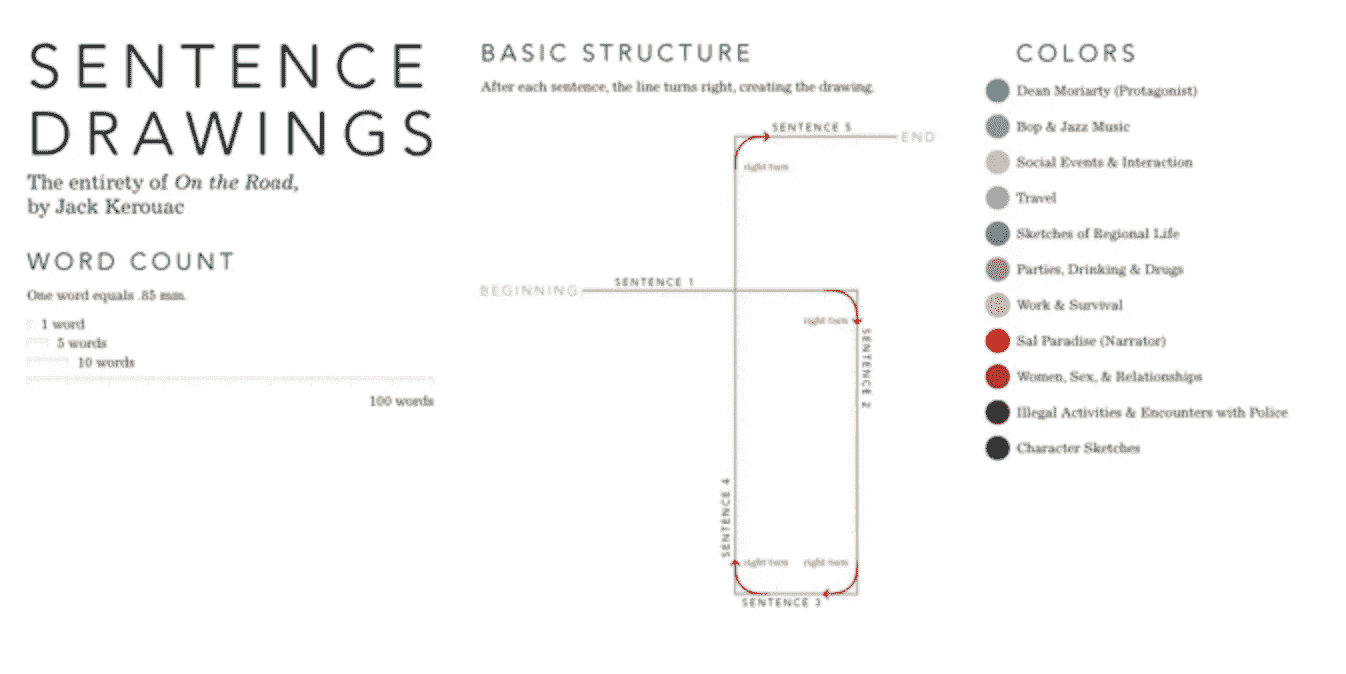 SENTENCE
DRAWINGS
The entirety of On the Road,
by Jack Kerouac
WORD COUNT
One word equals .85 mm.
1 word
5 words
10 words
100 words
BASIC STRUCTURE
After each sentence, the line turns right, creating the drawing.
SENTENCE 5
END
right turn
SENTENCE 1
BEGINNING
right turn
SENTENCE 2
SENTENCE 4
right turn
right turn
SENTENCE 3
COLORS
Dean Moriarty (Protagonist)
Bop & Jazz Music
Social Events & Interaction
Travel
Sketches of Regional Life
Parties, Drinking & Drugs
Work & Survival
Sal Paradise (Narrator)
Women, Sex, & Relationships
Illegal Activities & Encounters with Police
Character Sketches